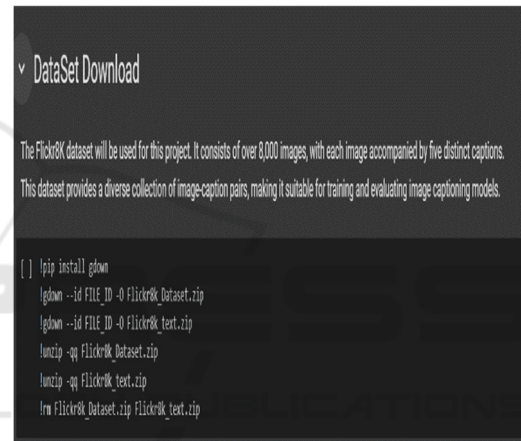 DataSet Download
The Flickr8K dataset will be used for this project. It consists of over 8,000 images, with each image accompanied by five distinct captions.
This dataset provides a diverse collection of image-caption pairs, making it suitable for training and evaluating image captioning models.
[ ] !pip install gdown
!gdown --id FILE_ID -O Flickr8k_Dataset.zip
!gdown --id FILE_ID -O Flickr8k_text.zip
!unzip -qq Flickr8k_Dataset.zip
!unzip -qq Flickr8k_text.zip
!rm Flickr8k_Dataset.zip Flickr8k_text.zip